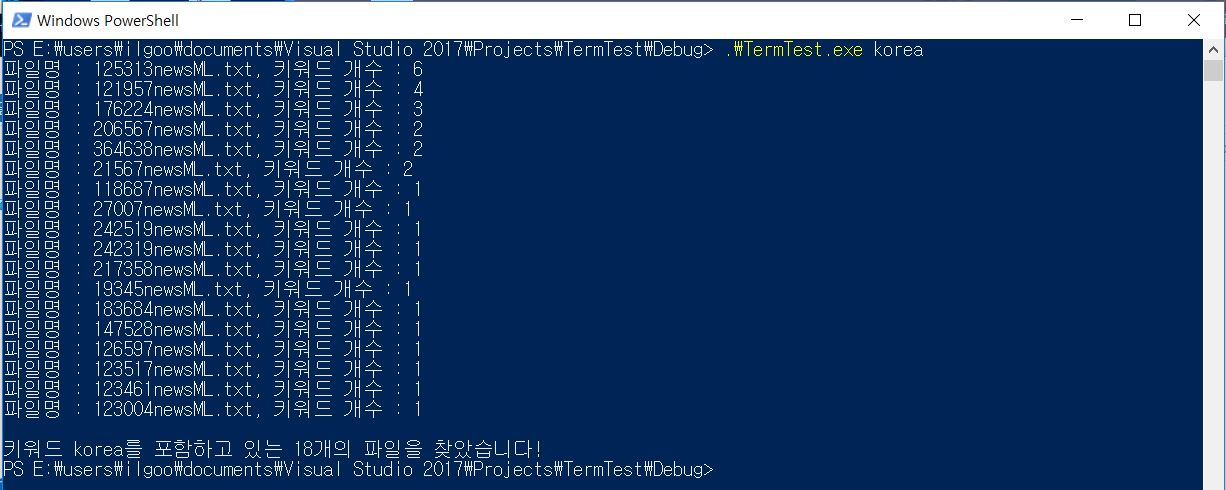 Windows PowerShell
PS E:₩users₩ilgoo₩documents₩Visual Studio 2017₩Projects₩TermTest₩Debug> .₩TermTest.exe korea
파일명 : 125313newsML.txt, 키워드 개수 : 6
파일명 : 121957newsML.txt, 키워드 개수 : 4
파일명 : 176224newsML.txt, 키워드 개수 : 3
파일명 : 206567newsML.txt, 키워드 개수 : 2
파일명 : 364638newsML.txt, 키워드 개수 : 2
파일명 : 21567newsML.txt, 키워드 개수 : 2
파일명 : 118687newsML.txt, 키워드 개수 : 1
파일명 : 27007newsML.txt, 키워드 개수 : 1
파일명 : 242519newsML.txt, 키워드 개수 : 1
파일명 : 242319newsML.txt, 키워드 개수 : 1
파일명 : 217358newsML.txt, 키워드 개수 : 1
파일명 : 19345newsML.txt, 키워드 개수 : 1
파일명 : 183684newsML.txt, 키워드 개수 : 1
파일명 : 147528newsML.txt, 키워드 개수 : 1
파일명 : 126597newsML.txt, 키워드 개수 : 1
파일명 : 123517newsML.txt, 키워드 개수 : 1
파일명 : 123461newsML.txt, 키워드 개수 : 1
파일명 : 123004newsML.txt, 키워드 개수 : 1
키워드 korea를 포함하고 있는 18개의 파일을 찾았습니다!
PS E:₩users₩ilgoo₩documents₩Visual Studio 2017₩Projects₩TermTest₩Debug>